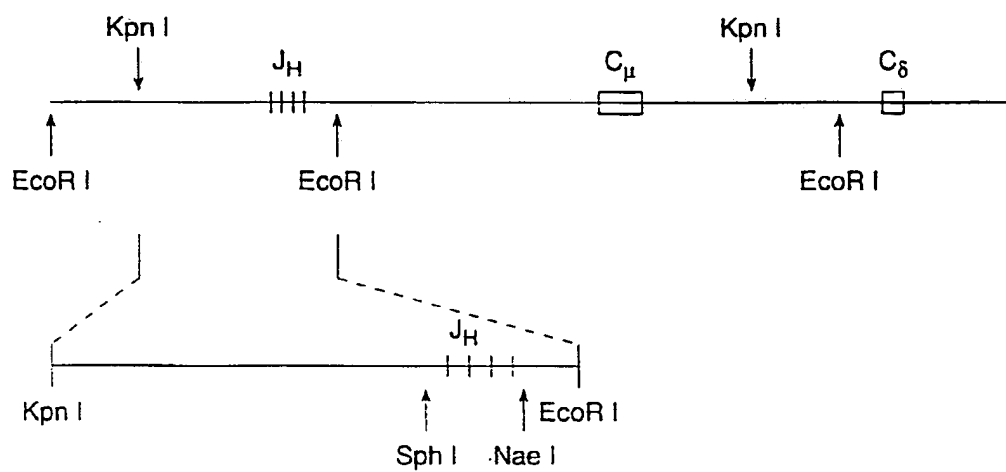 Kpn I Kpn I
J_H C_μ C_δ
EcoR I EcoR I EcoR I
J_H
Kpn I EcoR I
Sph I Nae I